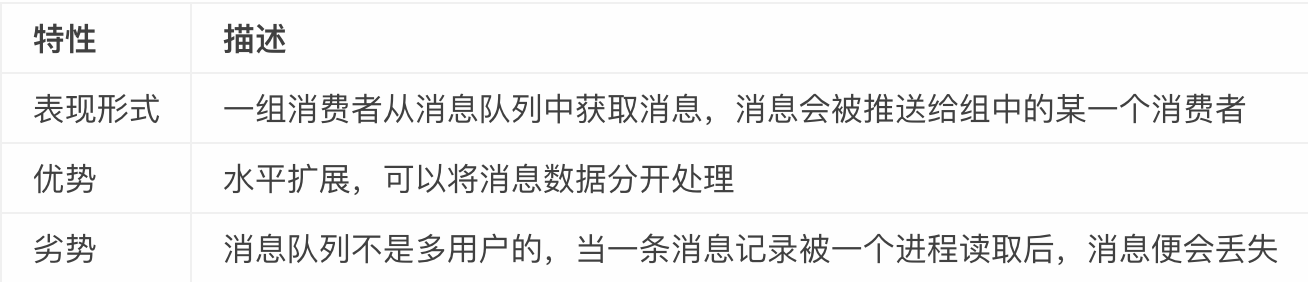 特性 描述
表现形式 一组消费者从消息队列中获取消息，消息会被推送给组中的某一个消费者
优势 水平扩展，可以将消息数据分开处理
劣势 消息队列不是多用户的，当一条消息记录被一个进程读取后，消息便会丢失